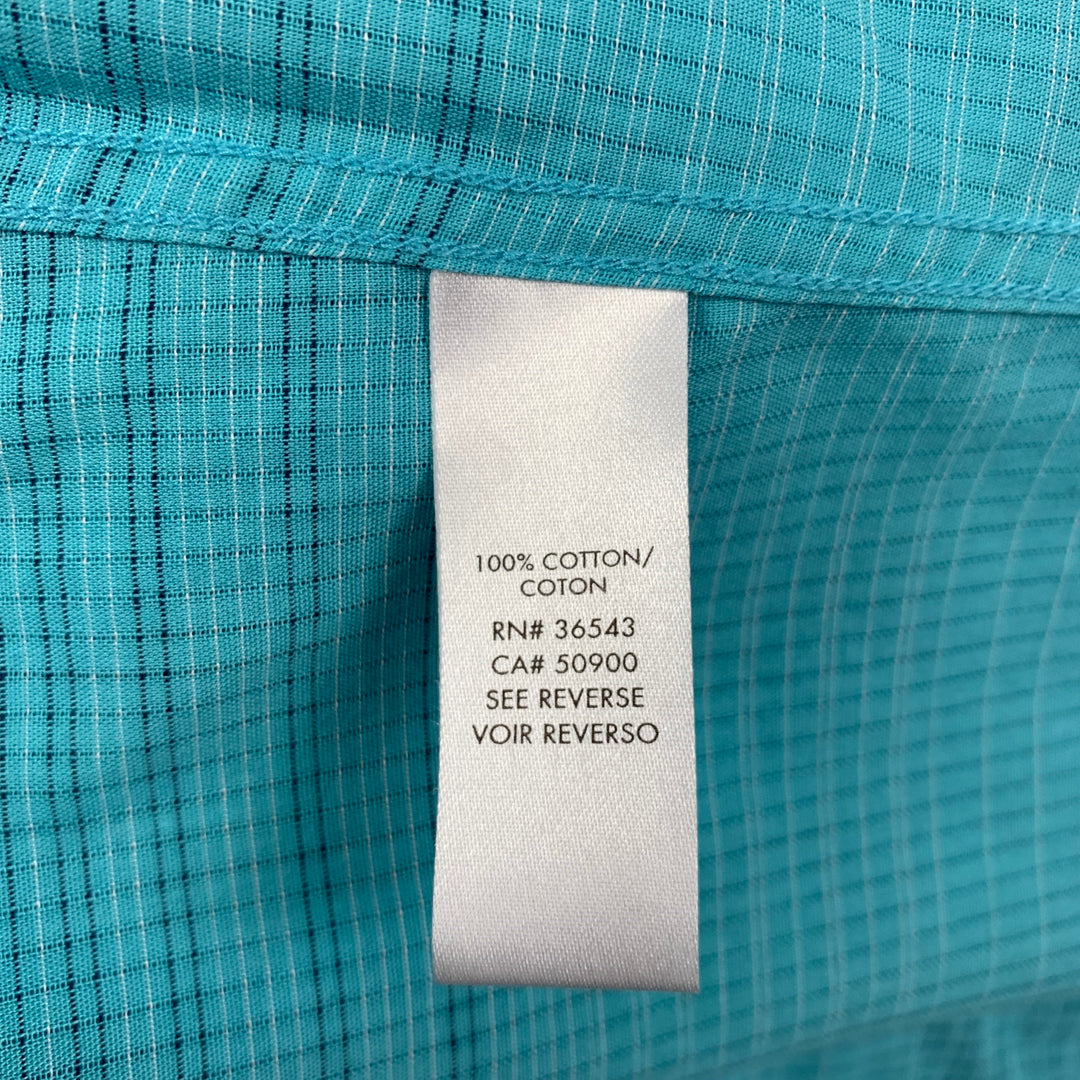 100% COTTON/
COTON
RN# 36543
CA# 50900
SEE REVERSE
VOIR REVERSO